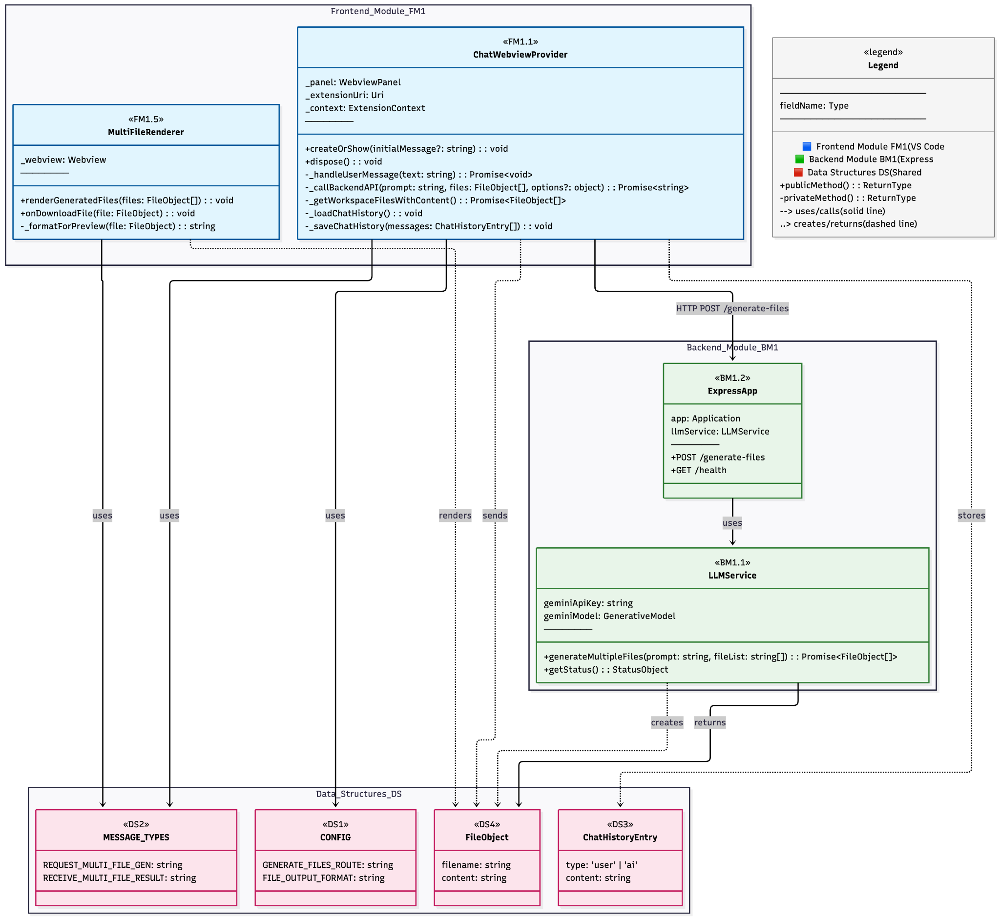 Frontend_Module_FM1
«FM1.1»
ChatWebviewProvider
_panel: WebviewPanel
_extensionUri: Uri
_context: ExtensionContext
+createOrShow(initialMessage?: string) : : void
+dispose() : : void
-_handleUserMessage(text: string) : : Promise<void>
-_callBackendAPI(prompt: string, files: FileObject[], options?: object) : : Promise<string>
-_getWorkspaceFilesWithContent() : : Promise<FileObject[]>
-_loadChatHistory() : : void
-_saveChatHistory(messages: ChatHistoryEntry[]) : : void
«FM1.5»
MultiFileRenderer
_webview: Webview
+renderGeneratedFiles(files: FileObject[]) : : void
+onDownloadFile(file: FileObject) : : void
-_formatForPreview(file: FileObject) : : string
«legend»
Legend
fieldName: Type
Frontend Module FM1(VS Code
Backend Module BM1(Express
Data Structures DS(Shared
+publicMethod() : : ReturnType
-privateMethod() : : ReturnType
--> uses/calls(solid line)
..> creates/returns(dashed line)
HTTP POST /generate-files
Backend_Module_BM1
«BM1.2»
ExpressApp
app: Application
llmService: LLMService
+POST /generate-files
+GET /health
uses
uses
uses
renders
sends
uses
stores
«BM1.1»
LLMService
geminiApiKey: string
geminiModel: GenerativeModel
+generateMultipleFiles(prompt: string, fileList: string[]) : : Promise<FileObject[]>
+getStatus() : : StatusObject
creates
returns
Data_Structures_DS
«DS2»
MESSAGE_TYPES
REQUEST_MULTI_FILE_GEN: string
RECEIVE_MULTI_FILE_RESULT: string
«DS1»
CONFIG
GENERATE_FILES_ROUTE: string
FILE_OUTPUT_FORMAT: string
«DS4»
FileObject
filename: string
content: string
«DS3»
ChatHistoryEntry
type: 'user' | 'ai'
content: string